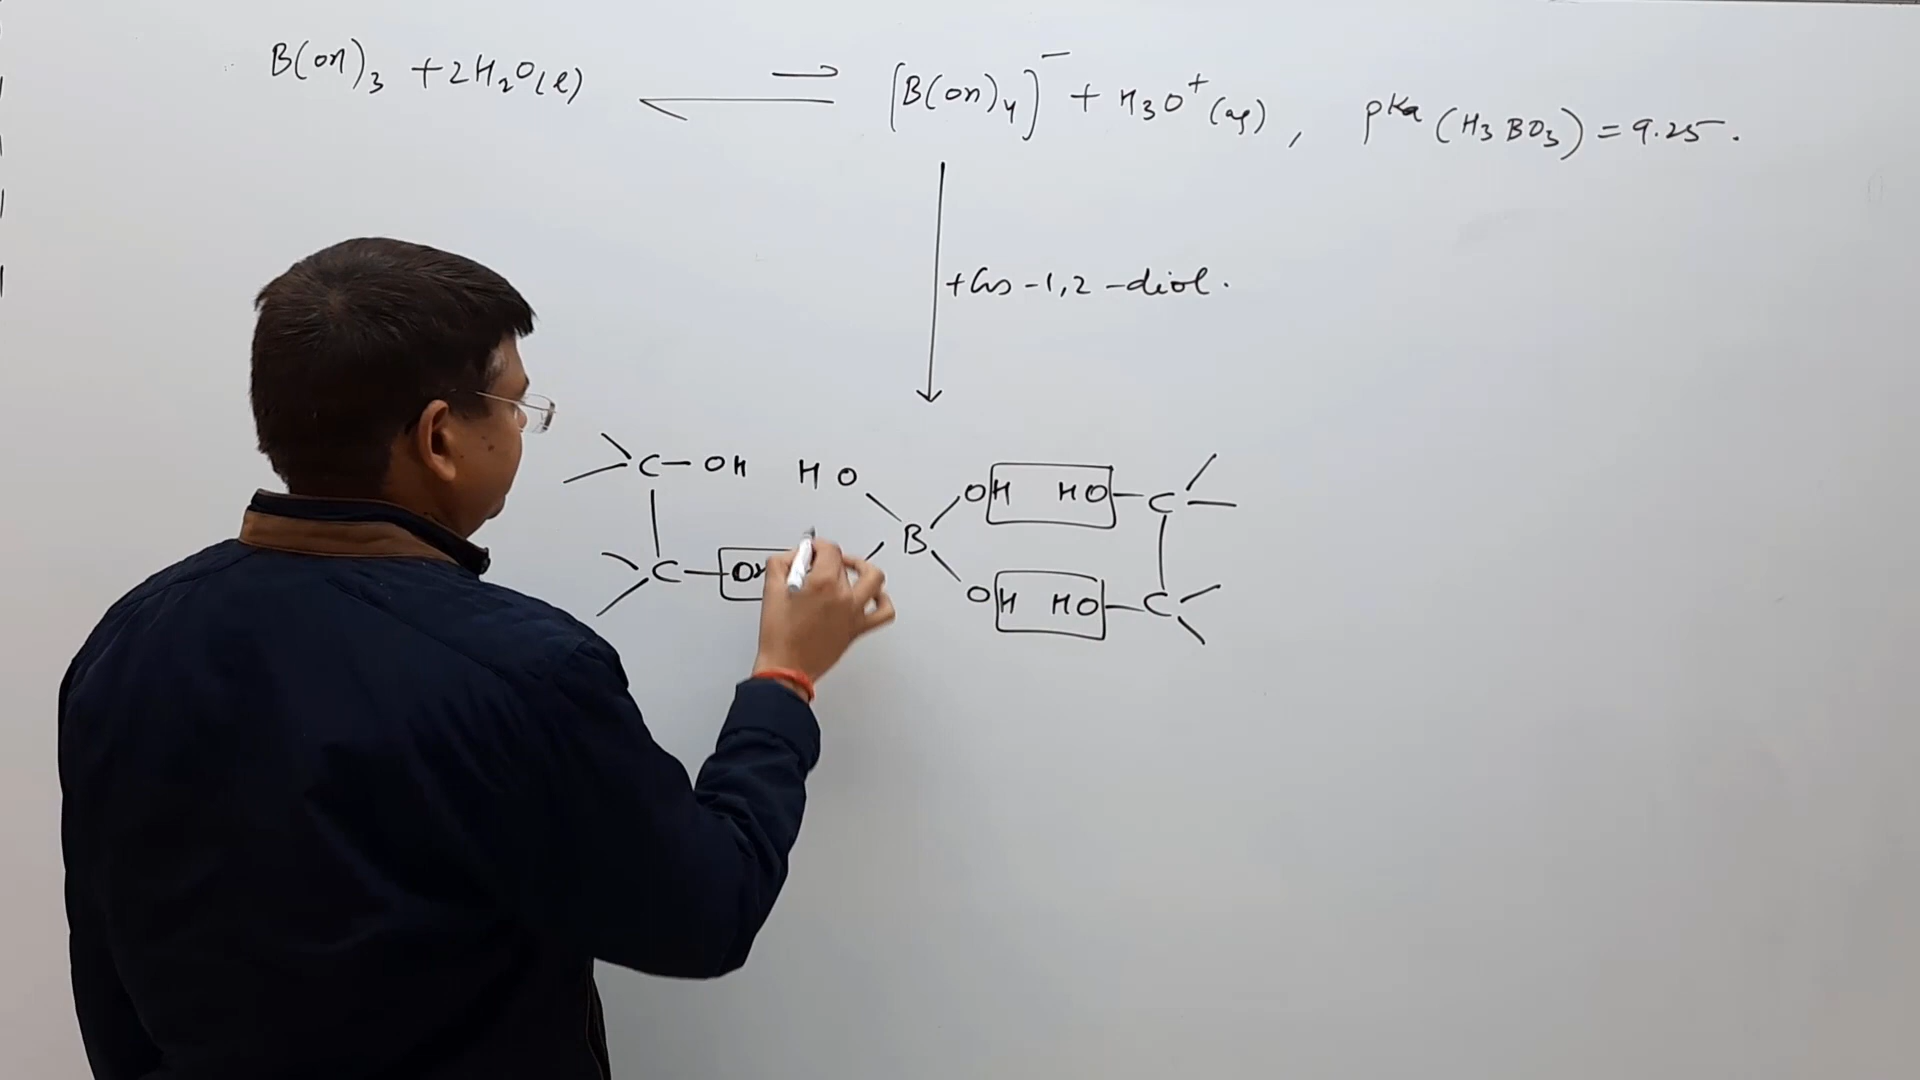 B(OH)3 + 2H2O(l) ⇌ [B(OH)4]⁻ + H3O⁺(aq), pKa (H3BO3) = 9.25.
+ Cis-1,2-diol.
C-OH HO OH HO-C
B
C-OH OH HO-C